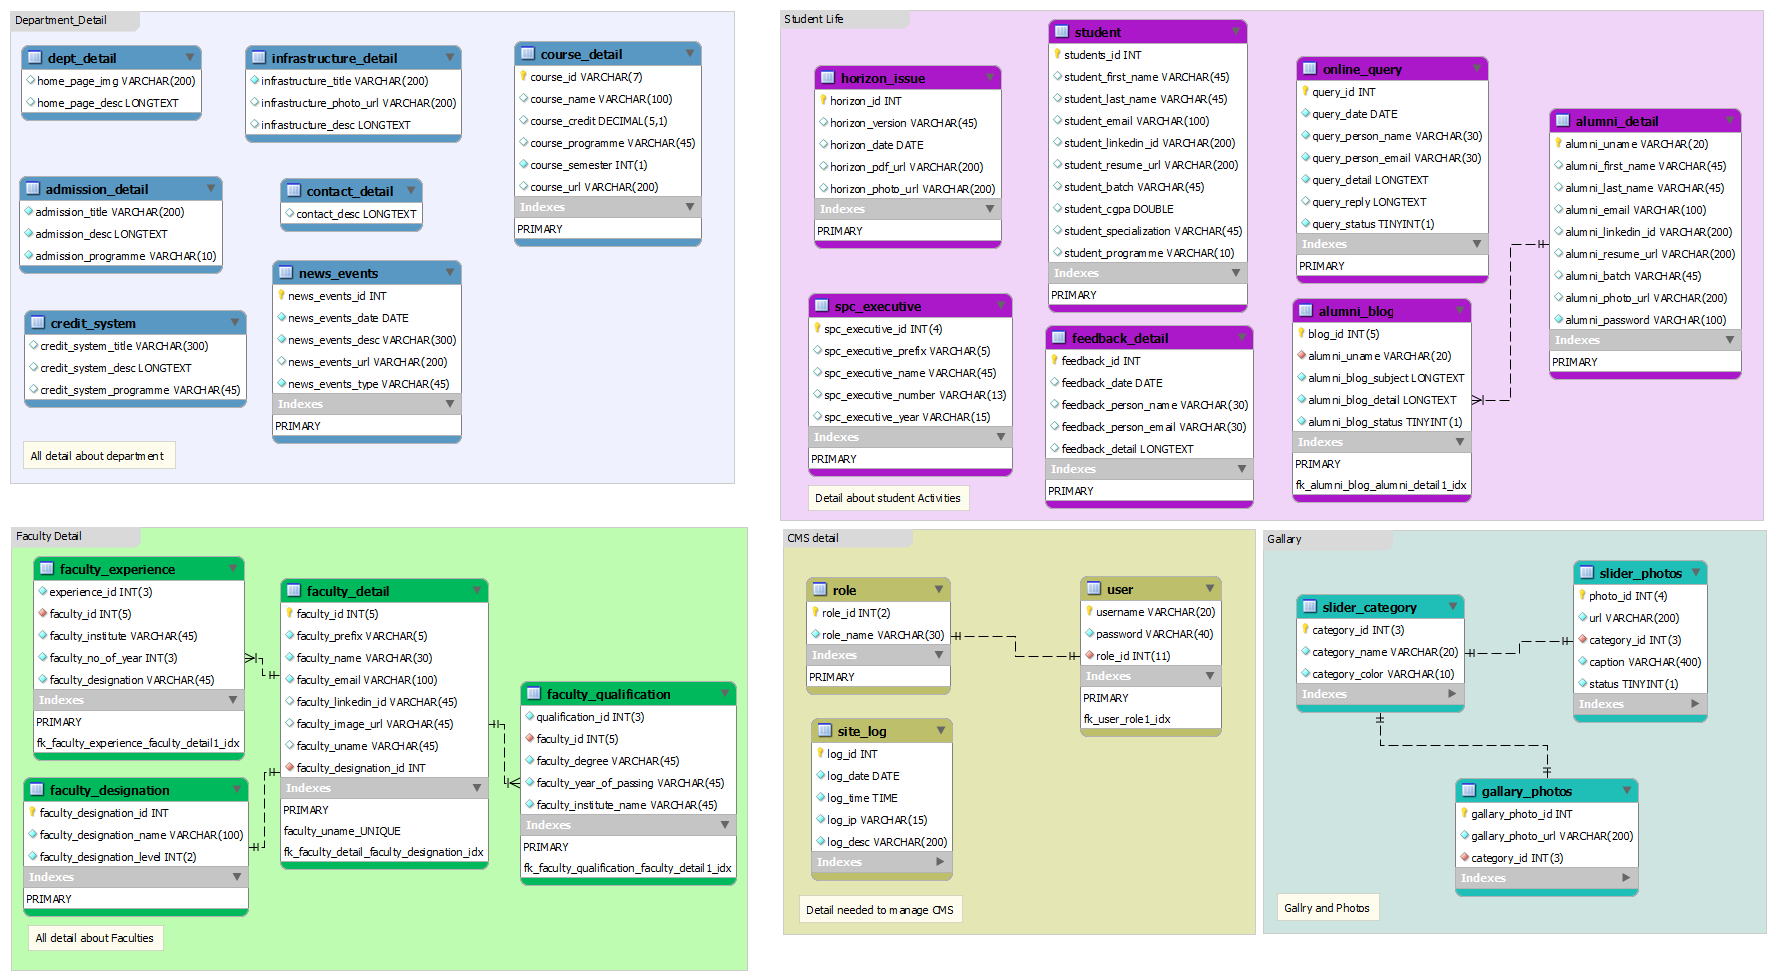 Department_Detail
dept_detail
home_page_img VARCHAR(200)
home_page_desc LONGTEXT
infrastructure_detail
infrastructure_title VARCHAR(200)
infrastructure_photo_url VARCHAR(200)
infrastructure_desc LONGTEXT
course_detail
course_id VARCHAR(7)
course_name VARCHAR(100)
course_credit DECIMAL(5,1)
course_programme VARCHAR(45)
course_semester INT(1)
course_url VARCHAR(200)
Indexes
PRIMARY
admission_detail
admission_title VARCHAR(200)
admission_desc LONGTEXT
admission_programme VARCHAR(10)
contact_detail
contact_desc LONGTEXT
news_events
news_events_id INT
news_events_date DATE
news_events_desc VARCHAR(300)
news_events_url VARCHAR(200)
news_events_type VARCHAR(45)
Indexes
PRIMARY
credit_system
credit_system_title VARCHAR(300)
credit_system_desc LONGTEXT
credit_system_programme VARCHAR(45)
All detail about department
Student Life
horizon_issue
horizon_id INT
horizon_version VARCHAR(45)
horizon_date DATE
horizon_pdf_url VARCHAR(200)
horizon_photo_url VARCHAR(200)
Indexes
PRIMARY
student
students_id INT
student_first_name VARCHAR(45)
student_last_name VARCHAR(45)
student_email VARCHAR(100)
student_linkedin_id VARCHAR(200)
student_resume_url VARCHAR(200)
student_batch VARCHAR(45)
student_cgpa DOUBLE
student_specialization VARCHAR(45)
student_programme VARCHAR(10)
Indexes
PRIMARY
online_query
query_id INT
query_date DATE
query_person_name VARCHAR(30)
query_person_email VARCHAR(30)
query_detail LONGTEXT
query_reply LONGTEXT
query_status TINYINT(1)
Indexes
PRIMARY
alumni_detail
alumni_uname VARCHAR(20)
alumni_first_name VARCHAR(45)
alumni_last_name VARCHAR(45)
alumni_email VARCHAR(100)
alumni_linkedin_id VARCHAR(200)
alumni_resume_url VARCHAR(200)
alumni_batch VARCHAR(45)
alumni_photo_url VARCHAR(200)
alumni_password VARCHAR(100)
Indexes
PRIMARY
spc_executive
spc_executive_id INT(4)
spc_executive_prefix VARCHAR(5)
spc_executive_name VARCHAR(45)
spc_executive_number VARCHAR(13)
spc_executive_year VARCHAR(15)
Indexes
PRIMARY
feedback_detail
feedback_id INT
feedback_date DATE
feedback_person_name VARCHAR(30)
feedback_person_email VARCHAR(30)
feedback_detail LONGTEXT
Indexes
PRIMARY
alumni_blog
blog_id INT(5)
alumni_uname VARCHAR(20)
alumni_blog_subject LONGTEXT
alumni_blog_detail LONGTEXT
alumni_blog_status TINYINT(1)
Indexes
PRIMARY
fk_alumni_blog_alumni_detail1_idx
Detail about student Activities
Faculty Detail
faculty_experience
experience_id INT(3)
faculty_id INT(5)
faculty_institute VARCHAR(45)
faculty_no_of_year INT(3)
faculty_designation VARCHAR(45)
Indexes
PRIMARY
fk_faculty_experience_faculty_detail1_idx
faculty_detail
faculty_id INT(5)
faculty_prefix VARCHAR(5)
faculty_name VARCHAR(30)
faculty_email VARCHAR(100)
faculty_linkedin_id VARCHAR(45)
faculty_image_url VARCHAR(45)
faculty_uname VARCHAR(45)
faculty_designation_id INT
Indexes
PRIMARY
faculty_uname_UNIQUE
fk_faculty_detail_faculty_designation_idx
faculty_qualification
qualification_id INT(3)
faculty_id INT(5)
faculty_degree VARCHAR(45)
faculty_year_of_passing VARCHAR(45)
faculty_institute_name VARCHAR(45)
Indexes
PRIMARY
fk_faculty_qualification_faculty_detail1_idx
faculty_designation
faculty_designation_id INT
faculty_designation_name VARCHAR(100)
faculty_designation_level INT(2)
Indexes
PRIMARY
All detail about Faculties
CMS detail
role
role_id INT(2)
role_name VARCHAR(30)
Indexes
PRIMARY
user
username VARCHAR(20)
password VARCHAR(40)
role_id INT(11)
Indexes
PRIMARY
fk_user_role1_idx
site_log
log_id INT
log_date DATE
log_time TIME
log_ip VARCHAR(15)
log_desc VARCHAR(200)
Indexes
Detail needed to manage CMS
Gallary
slider_category
category_id INT(3)
category_name VARCHAR(20)
category_color VARCHAR(10)
Indexes
slider_photos
photo_id INT(4)
url VARCHAR(200)
category_id INT(3)
caption VARCHAR(400)
status TINYINT(1)
Indexes
gallary_photos
gallary_photo_id INT
gallary_photo_url VARCHAR(200)
category_id INT(3)
Indexes
Gallry and Photos